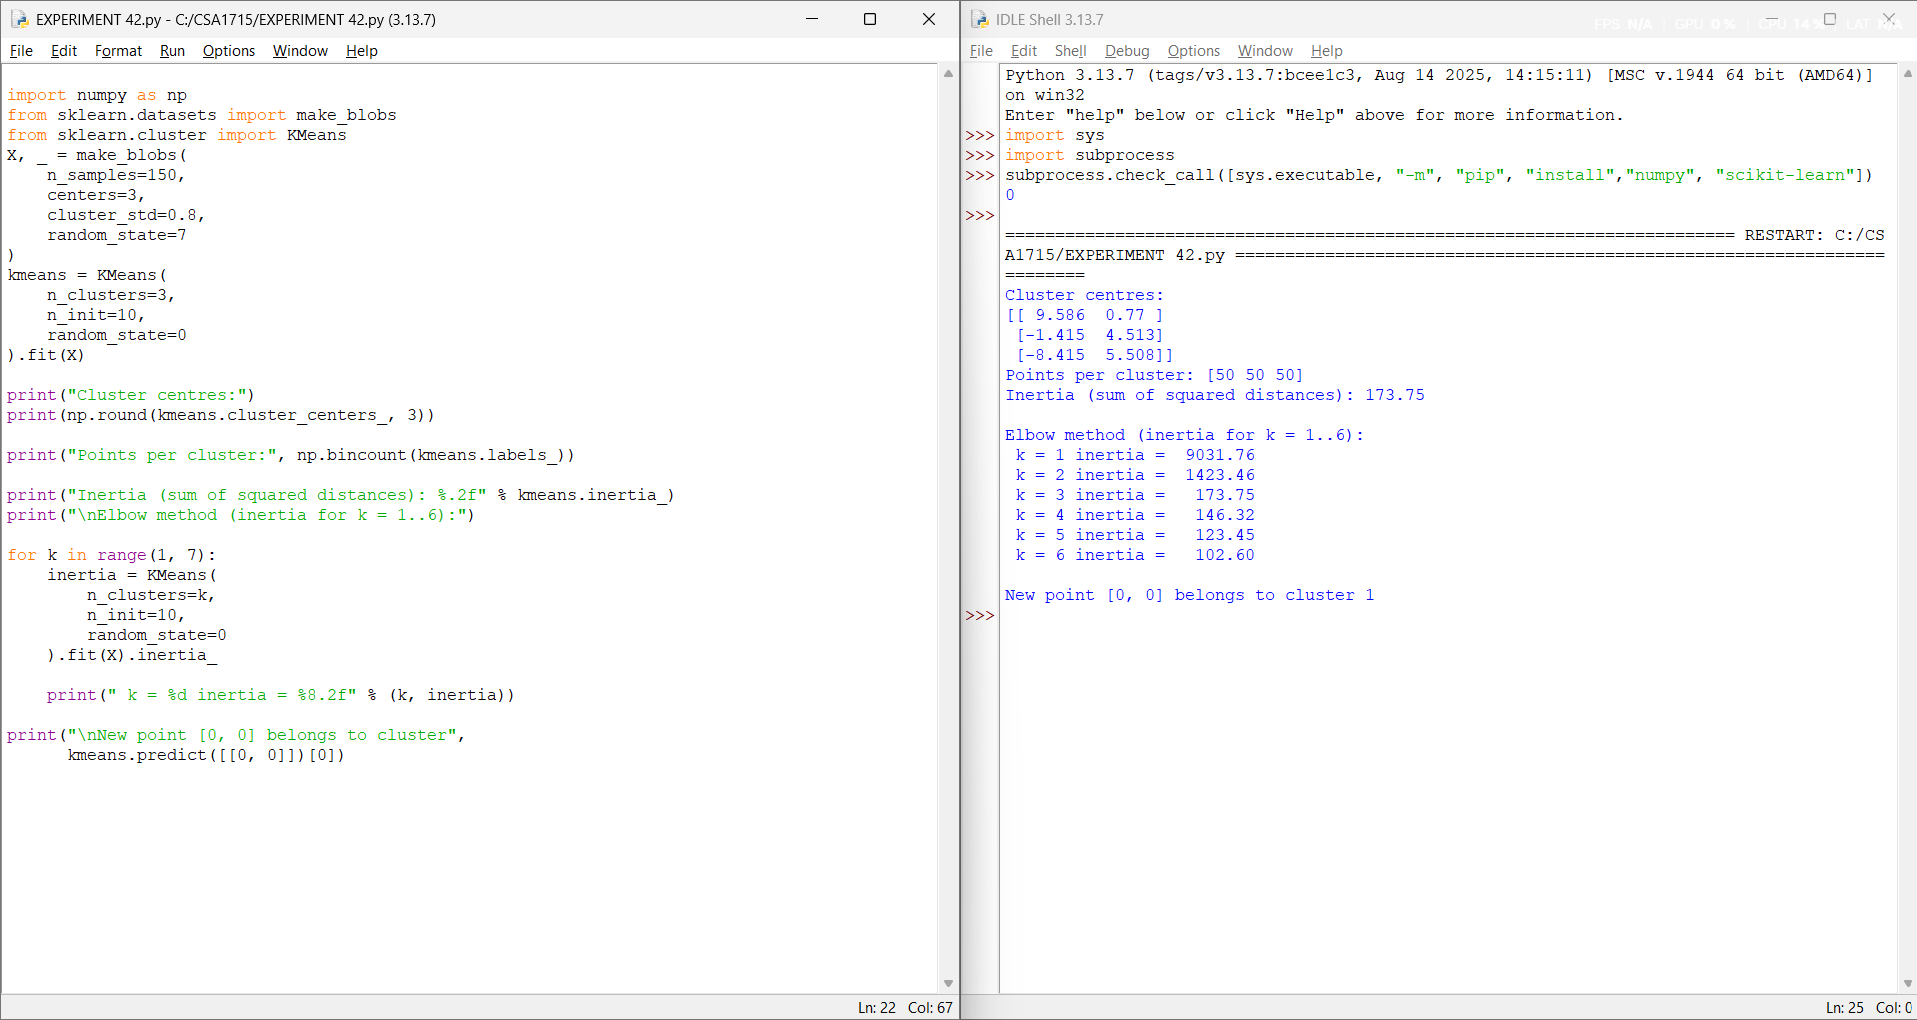 EXPERIMENT 42.py - C:/CSA1715/EXPERIMENT 42.py (3.13.7)
File Edit Format Run Options Window Help
import numpy as np
from sklearn.datasets import make_blobs
from sklearn.cluster import KMeans
X, _ = make_blobs(
    n_samples=150,
    centers=3,
    cluster_std=0.8,
    random_state=7
)
kmeans = KMeans(
    n_clusters=3,
    n_init=10,
    random_state=0
).fit(X)
print("Cluster centres:")
print(np.round(kmeans.cluster_centers_, 3))
print("Points per cluster:", np.bincount(kmeans.labels_))
print("Inertia (sum of squared distances): %.2f" % kmeans.inertia_)
print("\nElbow method (inertia for k = 1..6):")
for k in range(1, 7):
    inertia = KMeans(
        n_clusters=k,
        n_init=10,
        random_state=0
    ).fit(X).inertia_
    print(" k = %d inertia = %8.2f" % (k, inertia))
print("\nNew point [0, 0] belongs to cluster",
      kmeans.predict([[0, 0]])[0])
Ln: 22 Col: 67
IDLE Shell 3.13.7
FPS N/A | GPU 0% | CPU 14% | LAT N/A
File Edit Shell Debug Options Window Help
Python 3.13.7 (tags/v3.13.7:bcee1c3, Aug 14 2025, 14:15:11) [MSC v.1944 64 bit (AMD64)]
on win32
Enter "help" below or click "Help" above for more information.
>>> import sys
>>> import subprocess
>>> subprocess.check_call([sys.executable, "-m", "pip", "install","numpy", "scikit-learn"])
0
>>>
========================================================================= RESTART: C:/CS
A1715/EXPERIMENT 42.py =================================================================
========
Cluster centres:
[[ 9.586  0.77 ]
 [-1.415  4.513]
 [-8.415  5.508]]
Points per cluster: [50 50 50]
Inertia (sum of squared distances): 173.75
Elbow method (inertia for k = 1..6):
 k = 1 inertia =  9031.76
 k = 2 inertia =  1423.46
 k = 3 inertia =   173.75
 k = 4 inertia =   146.32
 k = 5 inertia =   123.45
 k = 6 inertia =   102.60
New point [0, 0] belongs to cluster 1
>>>
Ln: 25 Col: 0